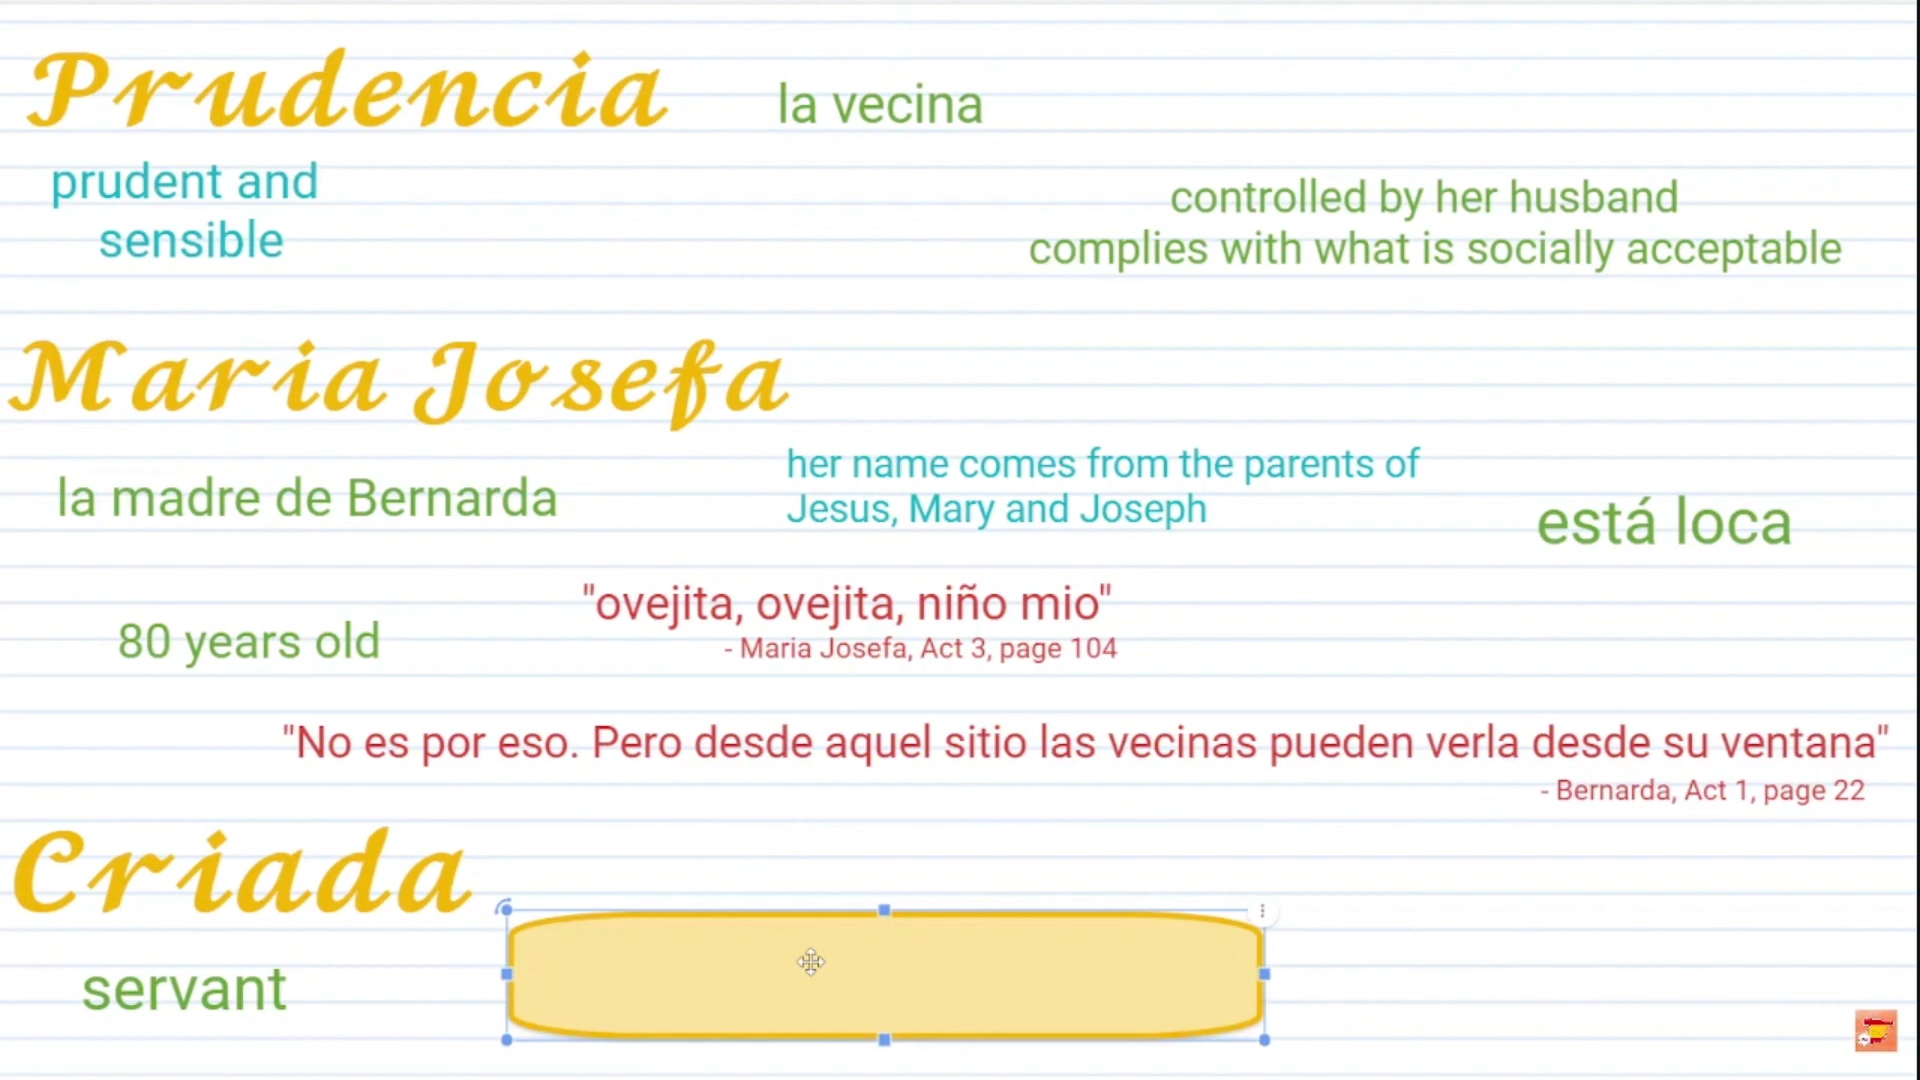 Prudencia
la vecina
prudent and
sensible
controlled by her husband
complies with what is socially acceptable
Maria Josefa
la madre de Bernarda
her name comes from the parents of
Jesus, Mary and Joseph
está loca
80 years old
"ovejita, ovejita, niño mio"
- Maria Josefa, Act 3, page 104
"No es por eso. Pero desde aquel sitio las vecinas pueden verla desde su ventana"
- Bernarda, Act 1, page 22
Criada
servant